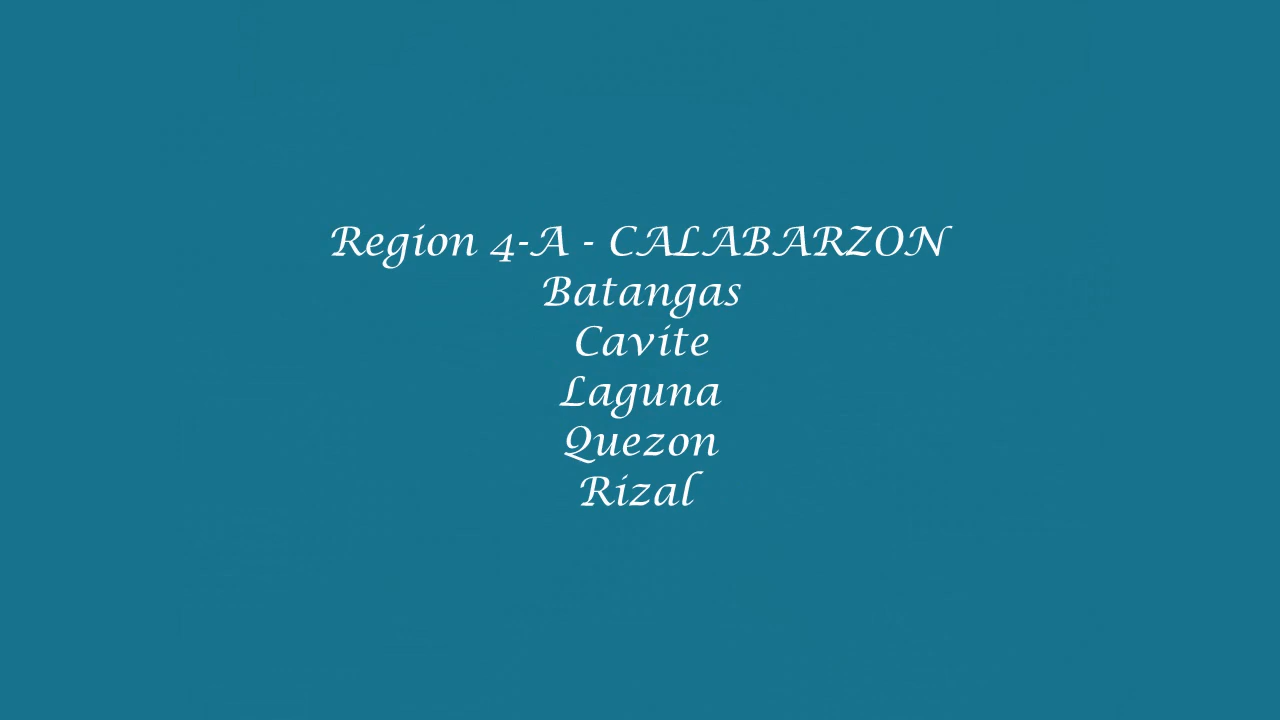 Region 4-A - CALABARZON
Batangas
Cavite
Laguna
Quezon
Rizal